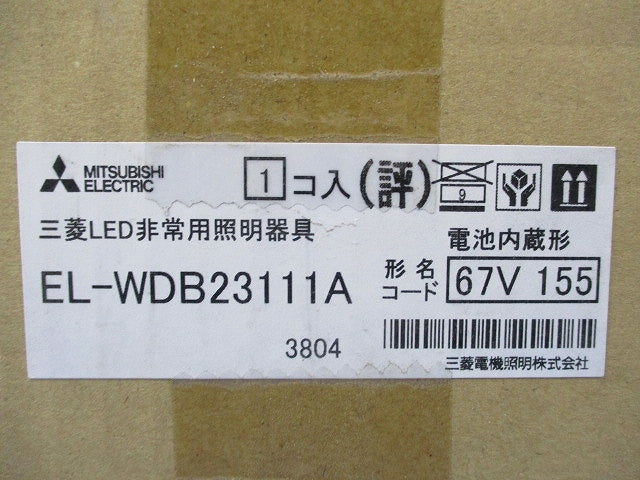 MITSUBISHI
ELECTRIC
1コ入 (評) 9
三菱LED非常用照明器具
電池内蔵形
EL-WDB23111A
形名
コード 67V 155
3804
三菱電機照明株式会社